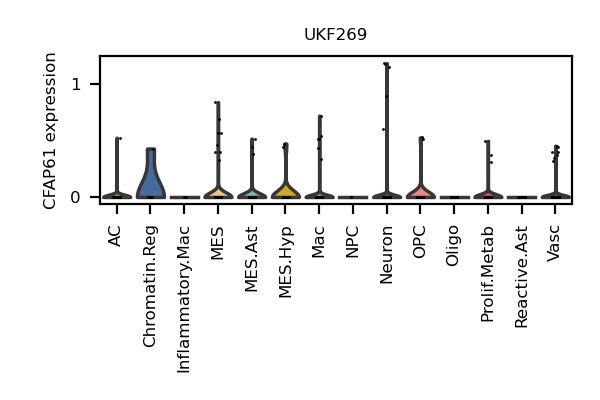 UKF269
CFAP61 expression
1
0
AC
Chromatin.Reg
Inflammatory.Mac
MES
MES.Ast
MES.Hyp
Mac
NPC
Neuron
OPC
Oligo
Prolif.Metab
Reactive.Ast
Vasc